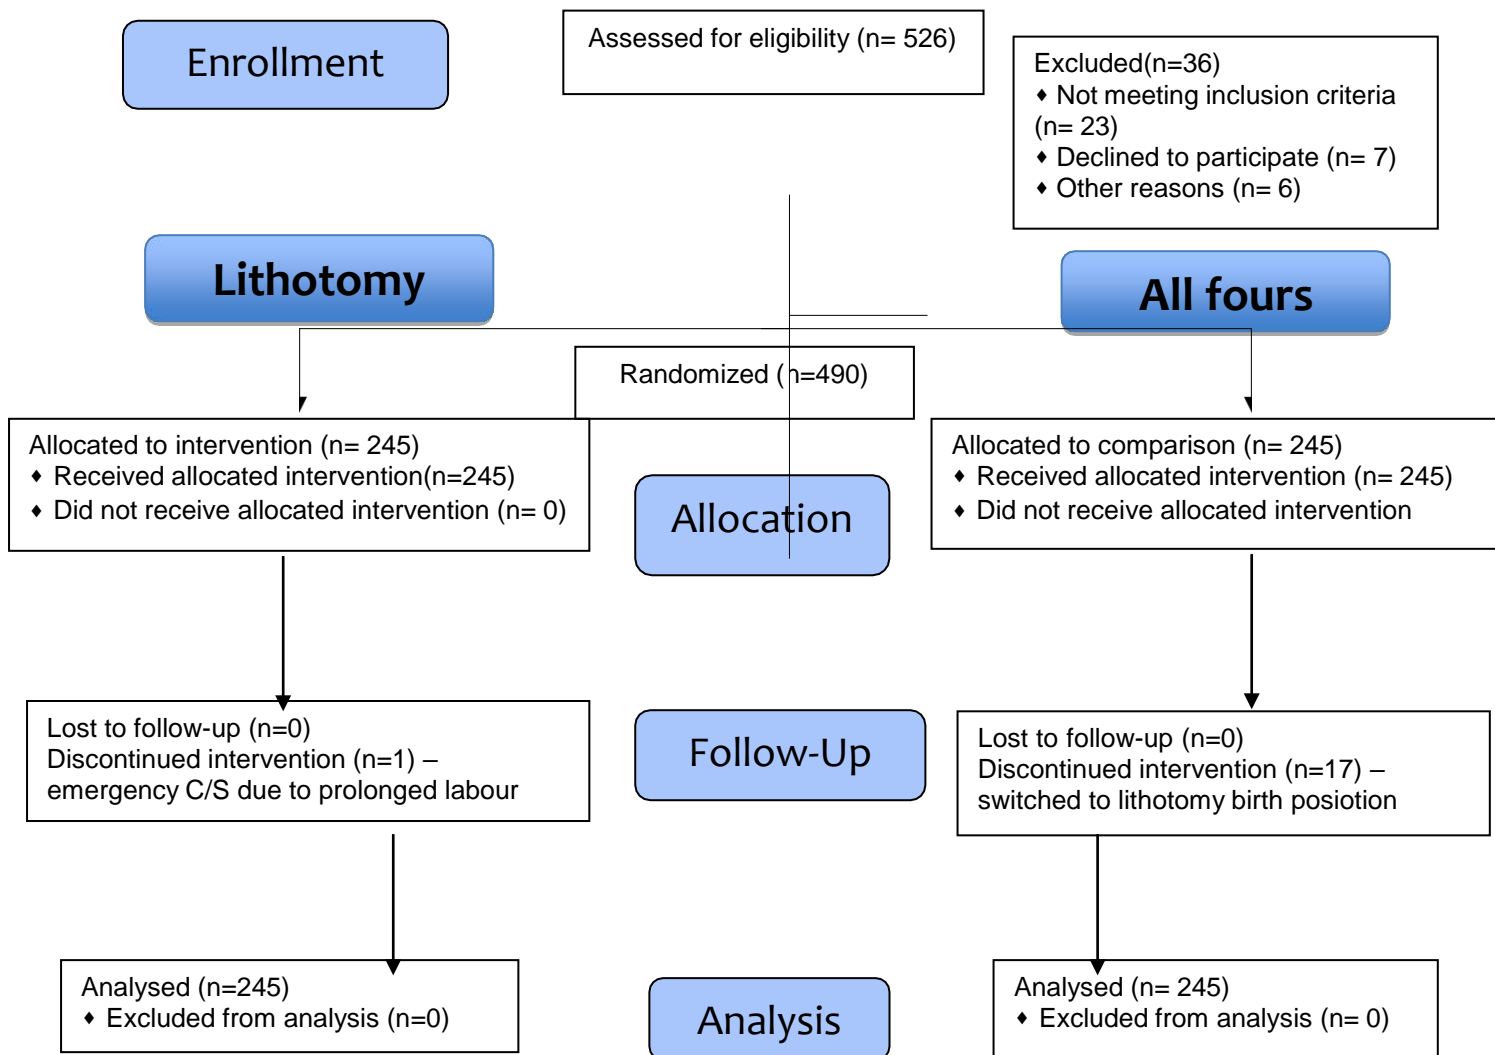 Enrollment
Assessed for eligibility (n= 526)
Excluded(n=36)
♦ Not meeting inclusion criteria
(n= 23)
♦ Declined to participate (n= 7)
♦ Other reasons (n= 6)
Lithotomy
All fours
Randomized (n=490)
Allocated to intervention (n= 245)
♦ Received allocated intervention(n=245)
♦ Did not receive allocated intervention (n= 0)
Allocation
Allocated to comparison (n= 245)
♦ Received allocated intervention (n= 245)
♦ Did not receive allocated intervention
Lost to follow-up (n=0)
Discontinued intervention (n=1) –
emergency C/S due to prolonged labour
Follow-Up
Lost to follow-up (n=0)
Discontinued intervention (n=17) –
switched to lithotomy birth posiotion
Analysed (n=245)
♦ Excluded from analysis (n=0)
Analysis
Analysed (n= 245)
♦ Excluded from analysis (n= 0)